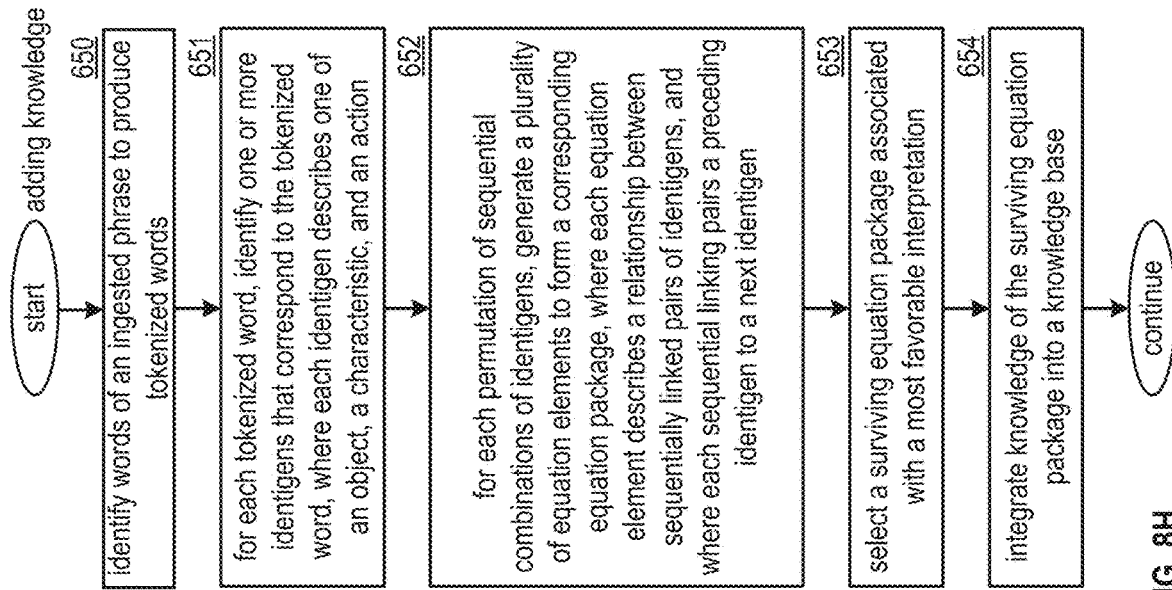 start
adding knowledge
650
identify words of an ingested phrase to produce
tokenized words
651
for each tokenized word, identify one or more
identigens that correspond to the tokenized
word, where each identigen describes one of
an object, a characteristic, and an action
652
for each permutation of sequential
combinations of identigens, generate a plurality
of equation elements to form a corresponding
equation package, where each equation
element describes a relationship between
sequentially linked pairs of identigens, and
where each sequential linking pairs a preceding
identigen to a next identigen
653
select a surviving equation package associated
with a most favorable interpretation
654
integrate knowledge of the surviving equation
package into a knowledge base
continue
IG. 8H